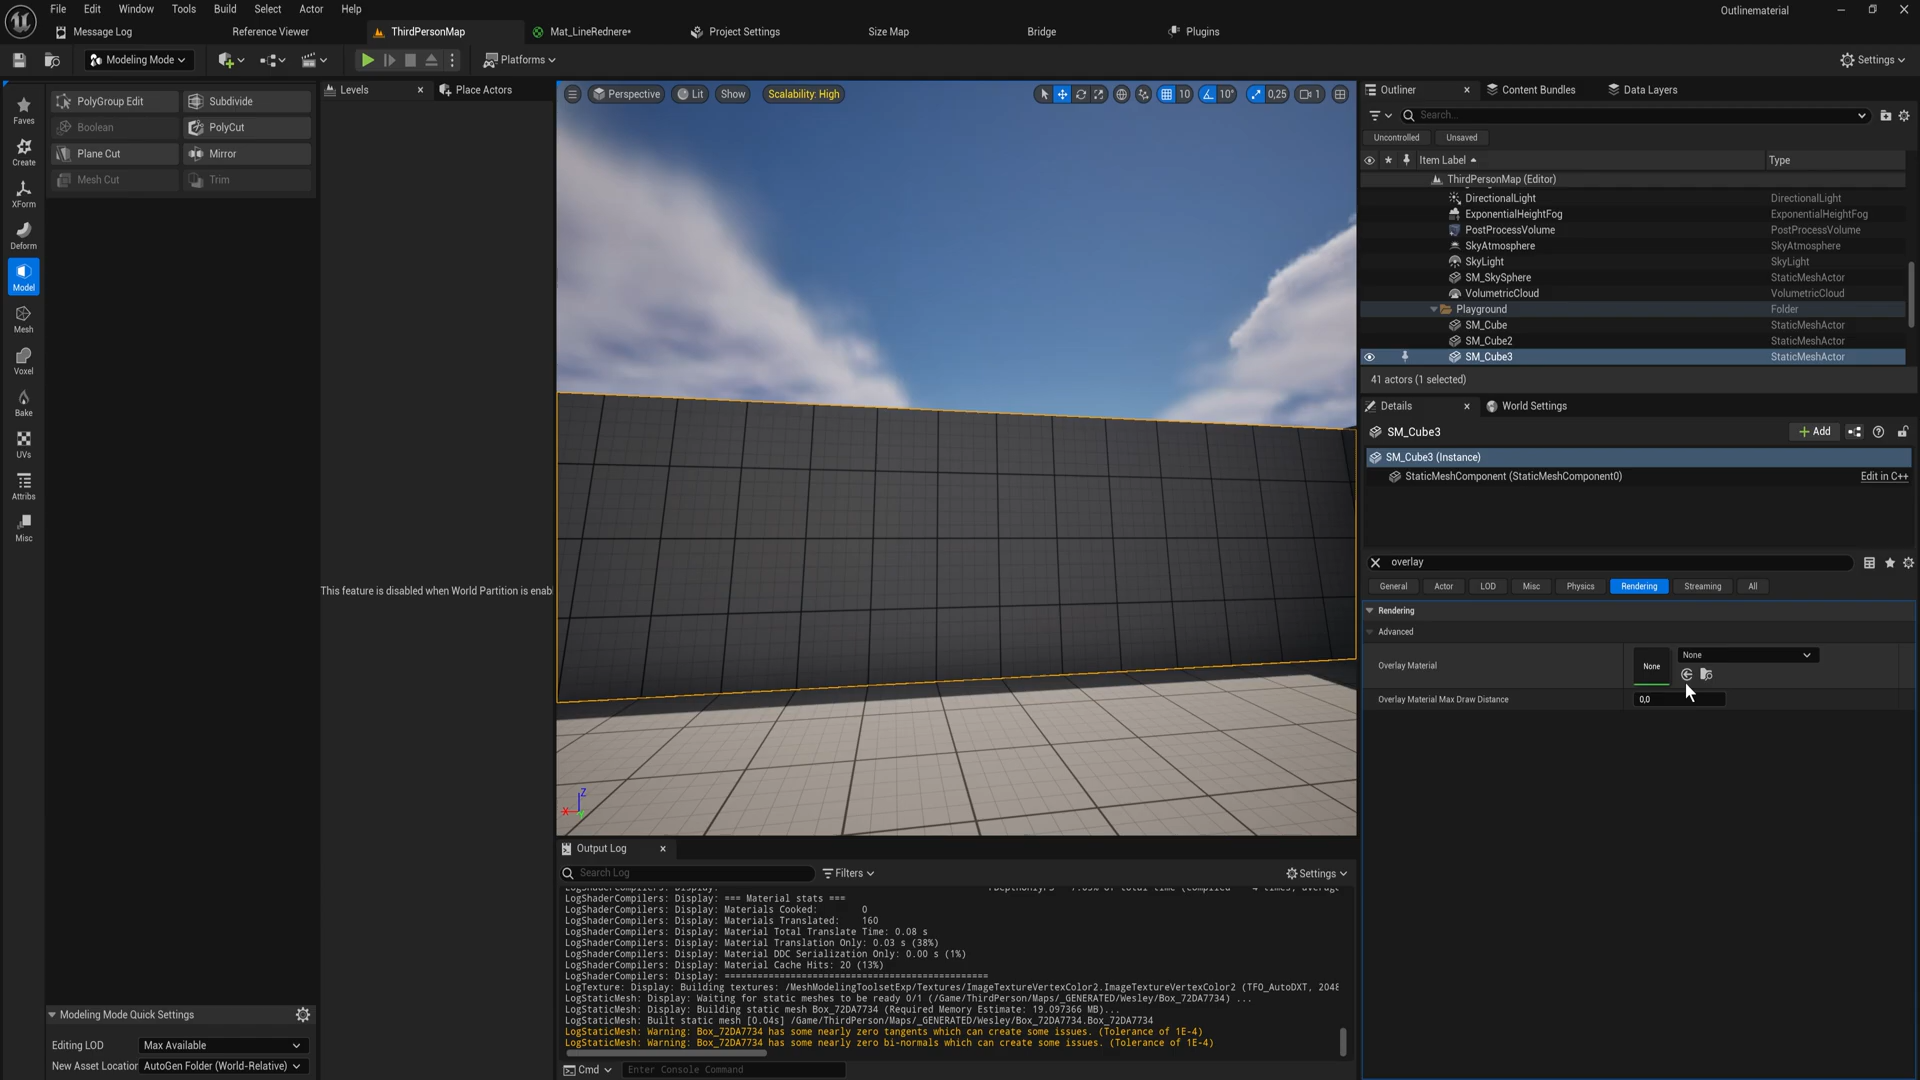 File Edit Window Tools Build Select Actor Help
Outlinematerial
Message Log
Reference Viewer
ThirdPersonMap
Mat_LineRednere*
Project Settings
Size Map
Bridge
Plugins
Modeling Mode
Platforms
Settings
Faves
Create
XForm
Deform
Model
Mesh
Voxel
Bake
UVs
Attribs
Misc
PolyGroup Edit Subdivide
Boolean PolyCut
Plane Cut Mirror
Mesh Cut Trim
Levels
Place Actors
This feature is disabled when World Partition is enab
Modeling Mode Quick Settings
Editing LOD Max Available
New Asset Location AutoGen Folder (World-Relative)
Perspective Lit Show Scalability: High
10 10° 0,25 1
Z
X
Output Log
Search Log
Filters
Settings
LogShaderCompilers: Display: === Material stats ===
LogShaderCompilers: Display: Materials Cooked: 0
LogShaderCompilers: Display: Materials Translated: 160
LogShaderCompilers: Display: Material Total Translate Time: 0.08 s
LogShaderCompilers: Display: Material Translation Only: 0.03 s (38%)
LogShaderCompilers: Display: Material DDC Serialization Only: 0.00 s (1%)
LogShaderCompilers: Display: Material Cache Hits: 20 (13%)
LogShaderCompilers: Display: ================================================
LogTexture: Display: Building textures: /MeshModelingToolsetExp/Textures/ImageTextureVertexColor2.ImageTextureVertexColor2 (TFO_AutoDXT, 2048
LogStaticMesh: Display: Waiting for static meshes to be ready 0/1 (/Game/ThirdPerson/Maps/_GENERATED/Wesley/Box_72DA7734) ...
LogStaticMesh: Display: Building static mesh Box_72DA7734 (Required Memory Estimate: 19.097366 MB)...
LogStaticMesh: Built static mesh [0.04s] /Game/ThirdPerson/Maps/_GENERATED/Wesley/Box_72DA7734.Box_72DA7734
LogStaticMesh: Warning: Box_72DA7734 has some nearly zero tangents which can create some issues. (Tolerance of 1E-4)
LogStaticMesh: Warning: Box_72DA7734 has some nearly zero bi-normals which can create some issues. (Tolerance of 1E-4)
Cmd Enter Console Command
Outliner
Content Bundles
Data Layers
Search...
Uncontrolled Unsaved
Item Label Type
ThirdPersonMap (Editor)
DirectionalLight DirectionalLight
ExponentialHeightFog ExponentialHeightFog
PostProcessVolume PostProcessVolume
SkyAtmosphere SkyAtmosphere
SkyLight SkyLight
SM_SkySphere StaticMeshActor
VolumetricCloud VolumetricCloud
Playground Folder
SM_Cube StaticMeshActor
SM_Cube2 StaticMeshActor
SM_Cube3 StaticMeshActor
41 actors (1 selected)
Details
World Settings
SM_Cube3
Add
SM_Cube3 (Instance)
StaticMeshComponent (StaticMeshComponent0) Edit in C++
overlay
General Actor LOD Misc Physics Rendering Streaming All
Rendering
Advanced
Overlay Material None None
Overlay Material Max Draw Distance 0,0